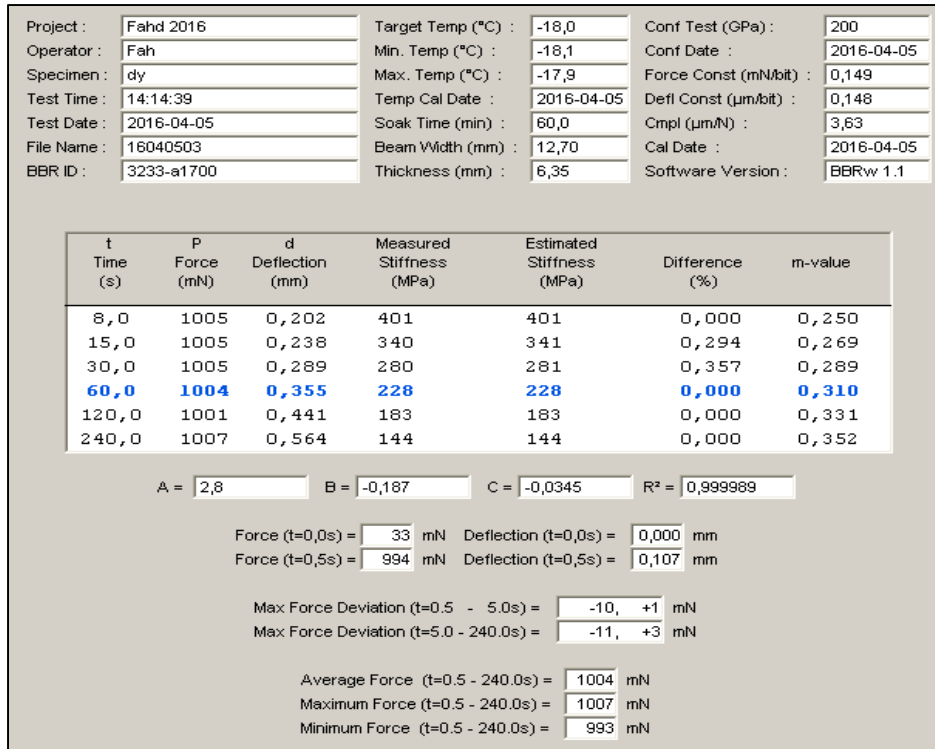 Project : Fahd 2016 Target Temp (°C) : -18,0 Conf Test (GPa) : 200
Operator : Fah Min. Temp (°C) : -18,1 Conf Date : 2016-04-05
Specimen : dy Max. Temp (°C) : -17,9 Force Const (mN/bit) : 0,149
Test Time : 14:14:39 Temp Cal Date : 2016-04-05 Defl Const (µm/bit) : 0,148
Test Date : 2016-04-05 Soak Time (min) : 60,0 Cmpl (µm/N) : 3,63
File Name : 16040503 Beam Width (mm) : 12,70 Cal Date : 2016-04-05
BBR ID : 3233-a1700 Thickness (mm) : 6,35 Software Version : BBRw 1.1
t P d Measured Estimated
Time Force Deflection Stiffness Stiffness Difference m-value
(s) (mN) (mm) (MPa) (MPa) (%)
8,0 1005 0,202 401 401 0,000 0,250
15,0 1005 0,238 340 341 0,294 0,269
30,0 1005 0,289 280 281 0,357 0,289
60,0 1004 0,355 228 228 0,000 0,310
120,0 1001 0,441 183 183 0,000 0,331
240,0 1007 0,564 144 144 0,000 0,352
A = 2,8 B = -0,187 C = -0,0345 R² = 0,999989
Force (t=0,0s) = 33 mN Deflection (t=0,0s) = 0,000 mm
Force (t=0,5s) = 994 mN Deflection (t=0,5s) = 0,107 mm
Max Force Deviation (t=0.5 - 5.0s) = -10, +1 mN
Max Force Deviation (t=5.0 - 240.0s) = -11, +3 mN
Average Force (t=0.5 - 240.0s) = 1004 mN
Maximum Force (t=0.5 - 240.0s) = 1007 mN
Minimum Force (t=0.5 - 240.0s) = 993 mN